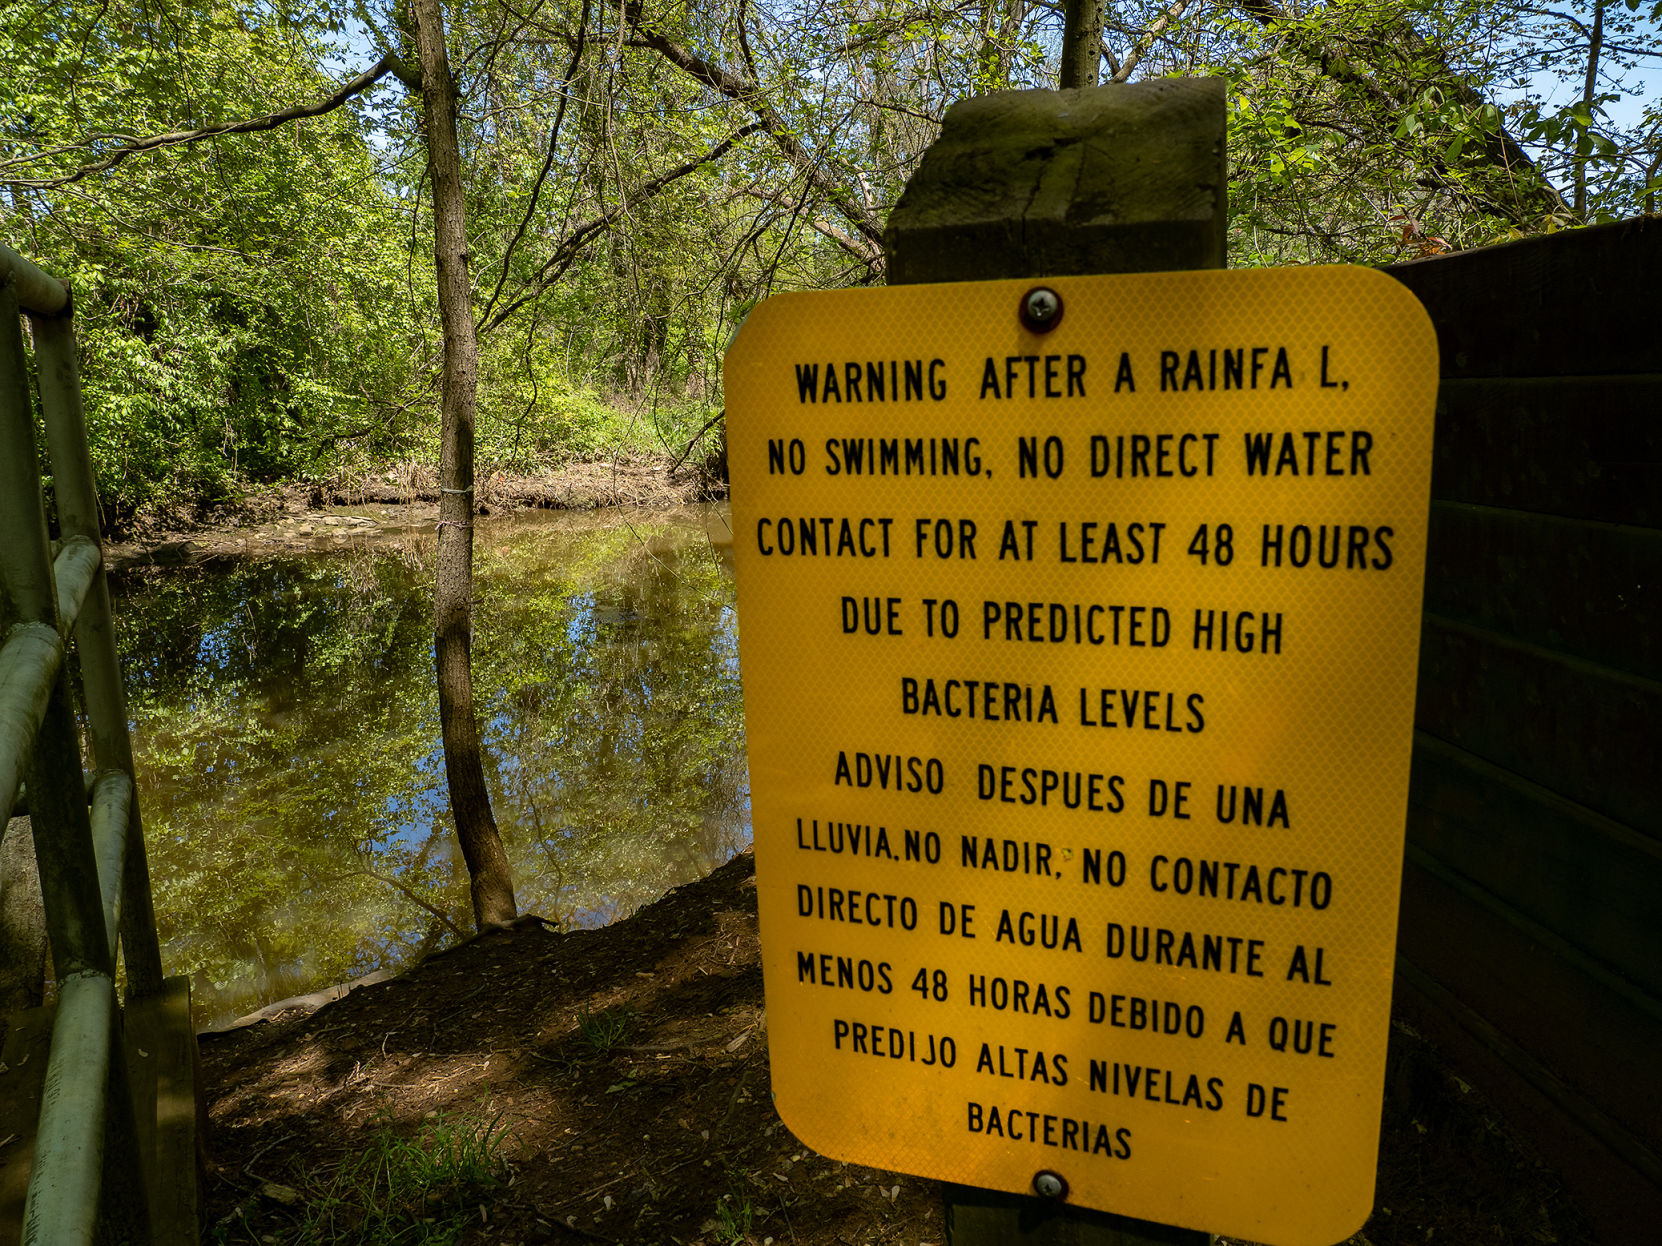 WARNING AFTER A RAINFA L,
NO SWIMMING, NO DIRECT WATER
CONTACT FOR AT LEAST 48 HOURS
DUE TO PREDICTED HIGH
BACTERIA LEVELS
ADVISO DESPUES DE UNA
LLUVIA. NO NADIR, NO CONTACTO
DIRECTO DE AGUA DURANTE AL
MENOS 48 HORAS DEBIDO A QUE
PREDIJO ALTAS NIVELAS DE
BACTERIAS